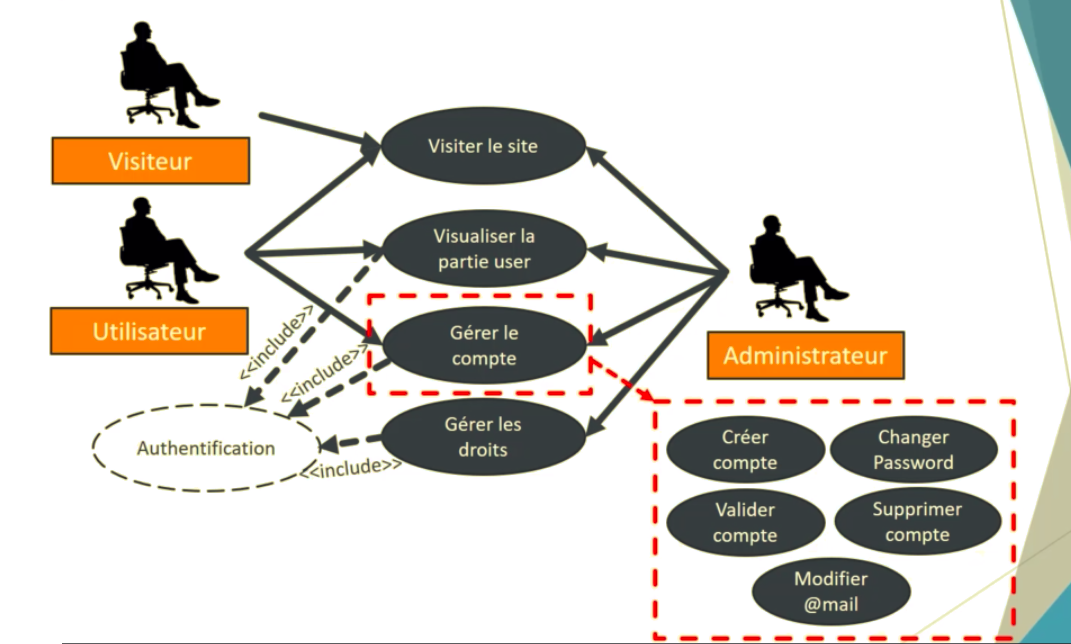 Visiteur
Visiter le site
Visualiser la
partie user
Utilisateur
<<include>>
Gérer le
compte
<<include>>
Administrateur
Authentification
Gérer les
droits
<<include>>
Créer
compte
Changer
Password
Valider
compte
Supprimer
compte
Modifier
@mail